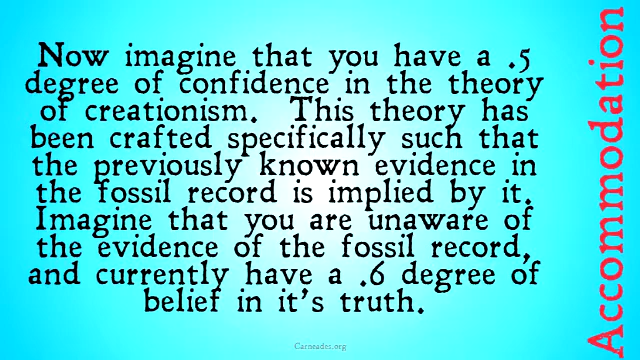 Now imagine that you have a .5
degree of confidence in the theory
of creationism. This theory has
been crafted specifically such that
the previously known evidence in
the fossil record is implied by it.
Imagine that you are unaware of
the evidence of the fossil record,
and currently have a .6 degree of
belief in it's truth.
Accommodation
Carneades.org